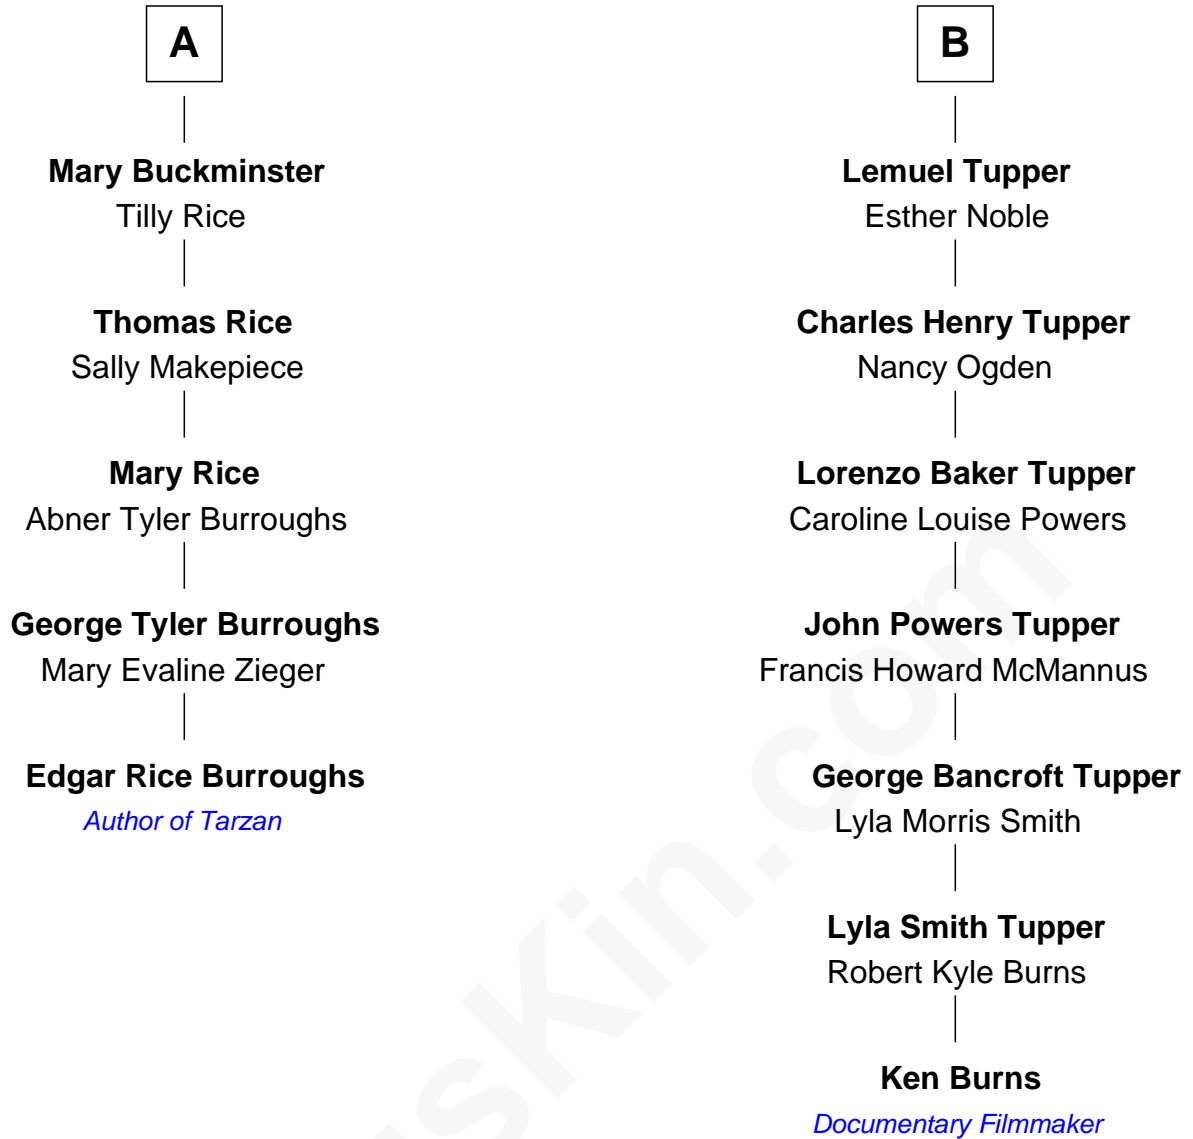 A
Mary Buckminster
Tilly Rice
Thomas Rice
Sally Makepiece
Mary Rice
Abner Tyler Burroughs
George Tyler Burroughs
Mary Evaline Zieger
Edgar Rice Burroughs
Author of Tarzan
B
Lemuel Tupper
Esther Noble
Charles Henry Tupper
Nancy Ogden
Lorenzo Baker Tupper
Caroline Louise Powers
John Powers Tupper
Francis Howard McMannus
George Bancroft Tupper
Lyla Morris Smith
Lyla Smith Tupper
Robert Kyle Burns
Ken Burns
Documentary Filmmaker